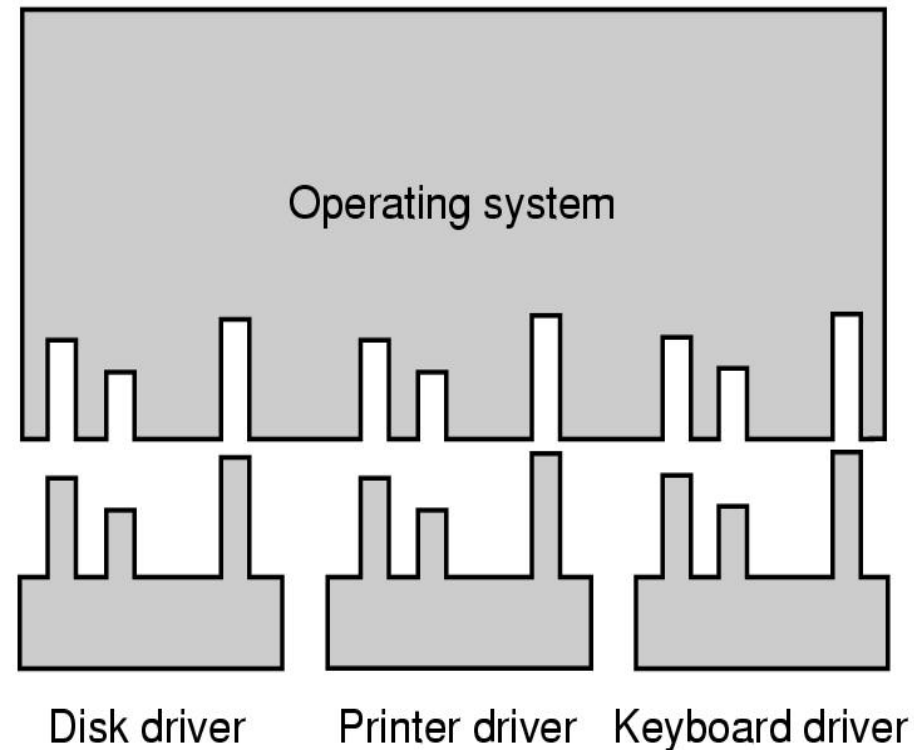 Operating system
Disk driver
Printer driver
Keyboard driver